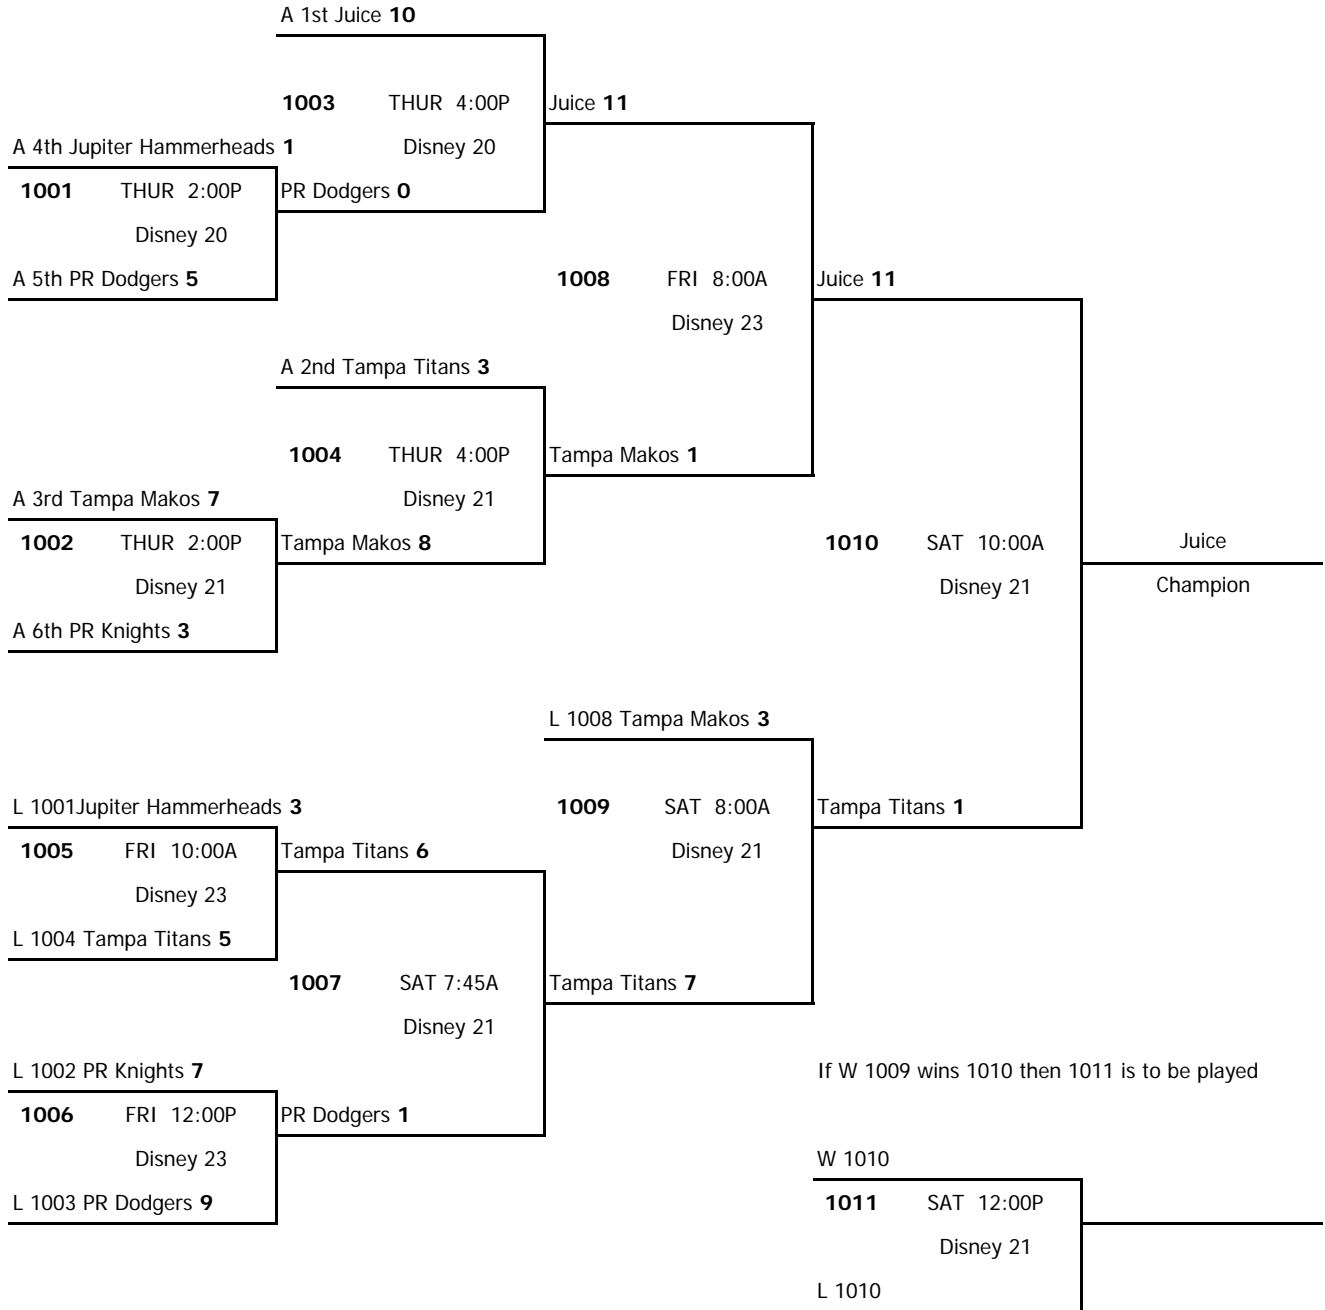 A 1st Juice 10
1003 THUR 4:00P Juice 11
A 4th Jupiter Hammerheads 1 Disney 20
1001 THUR 2:00P PR Dodgers 0
Disney 20
A 5th PR Dodgers 5 1008 FRI 8:00A Juice 11
Disney 23
A 2nd Tampa Titans 3
1004 THUR 4:00P Tampa Makos 1
A 3rd Tampa Makos 7 Disney 21
1002 THUR 2:00P Tampa Makos 8 1010 SAT 10:00A Juice
Disney 21 Disney 21 Champion
A 6th PR Knights 3
L 1008 Tampa Makos 3
L 1001Jupiter Hammerheads 3 1009 SAT 8:00A Tampa Titans 1
1005 FRI 10:00A Tampa Titans 6 Disney 21
Disney 23
L 1004 Tampa Titans 5
1007 SAT 7:45A Tampa Titans 7
Disney 21
L 1002 PR Knights 7 If W 1009 wins 1010 then 1011 is to be played
1006 FRI 12:00P PR Dodgers 1
Disney 23 W 1010
L 1003 PR Dodgers 9 1011 SAT 12:00P
Disney 21
L 1010